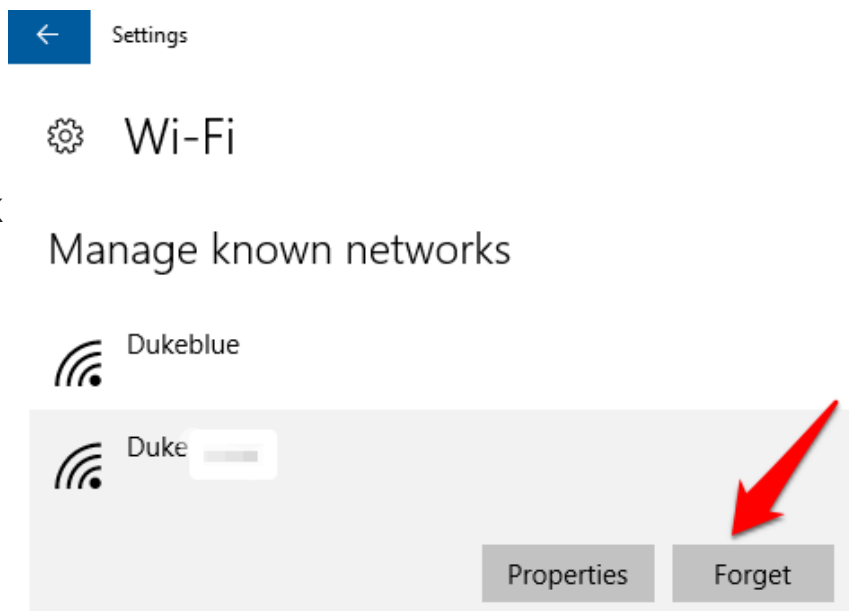 Settings
Wi-Fi
Manage known networks
Dukeblue
Duke
Properties Forget